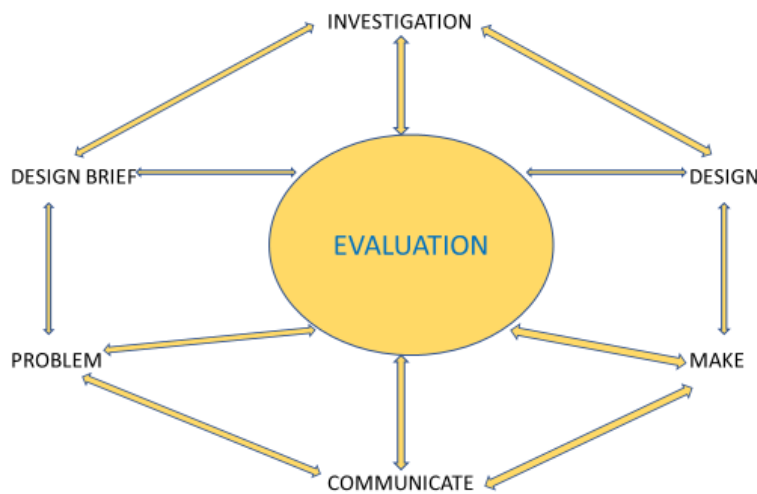 INVESTIGATION
DESIGN BRIEF
DESIGN
EVALUATION
PROBLEM
MAKE
COMMUNICATE